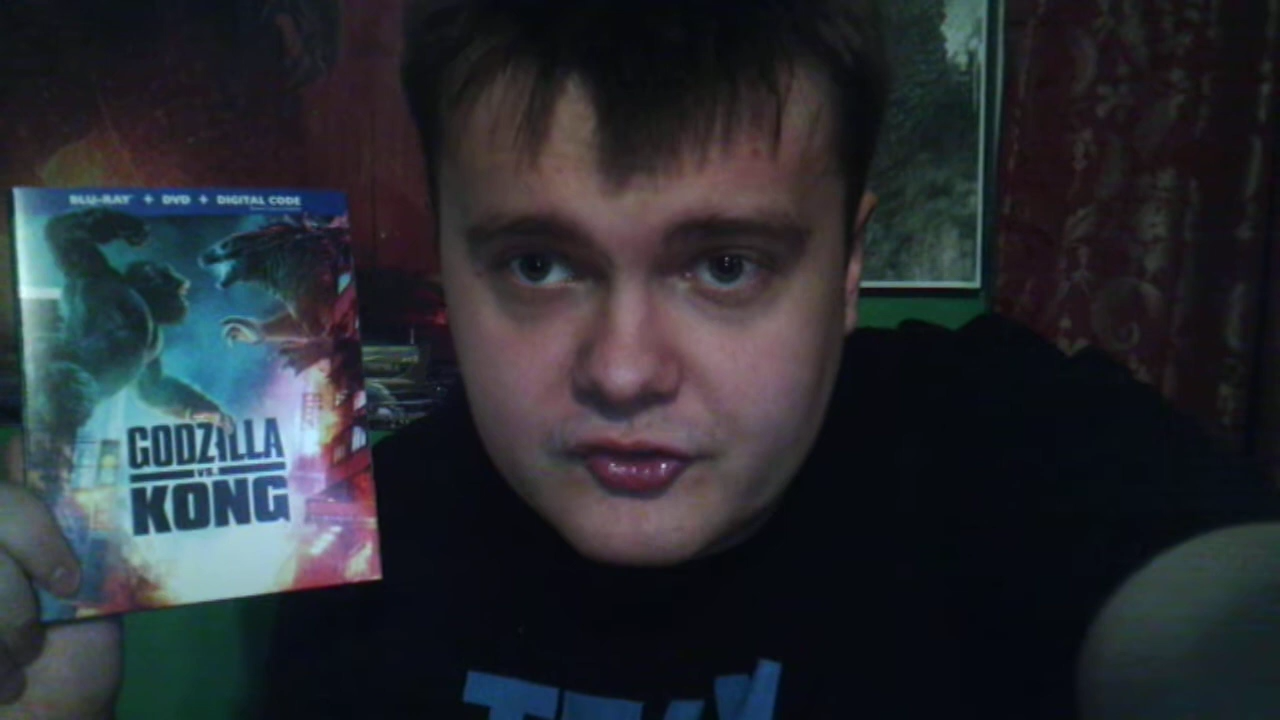 BLU-RAY + DVD + DIGITAL CODE
GODZILLA
VS.
KONG